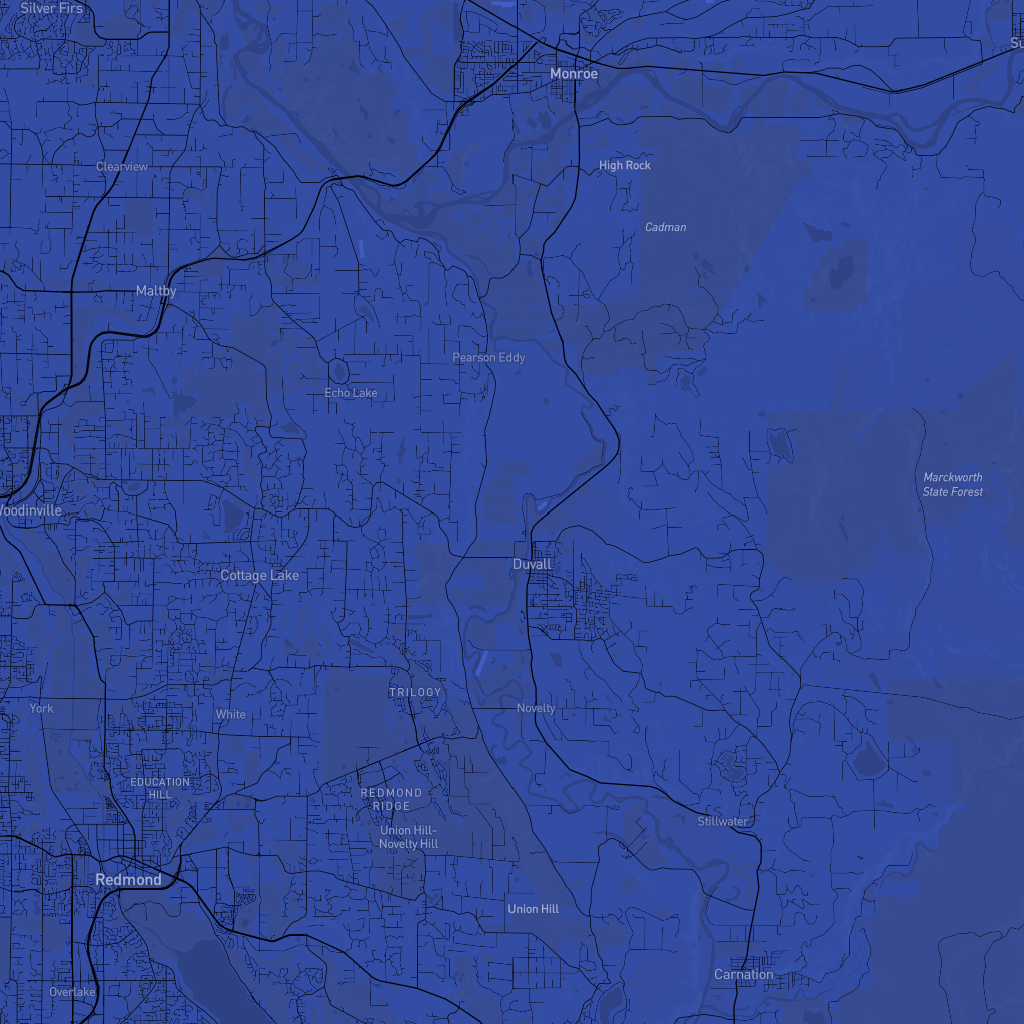 Silver Firs
Su
Monroe
Clearview
High Rock
Cadman
Maltby
Pearson Eddy
Echo Lake
Marckworth
State Forest
Woodinville
Duvall
Cottage Lake
TRILOGY
York
White
Novelty
EDUCATION
HILL
REDMOND
RIDGE
Stillwater
Union Hill-
Novelty Hill
Redmond
Union Hill
Carnation
Overlake